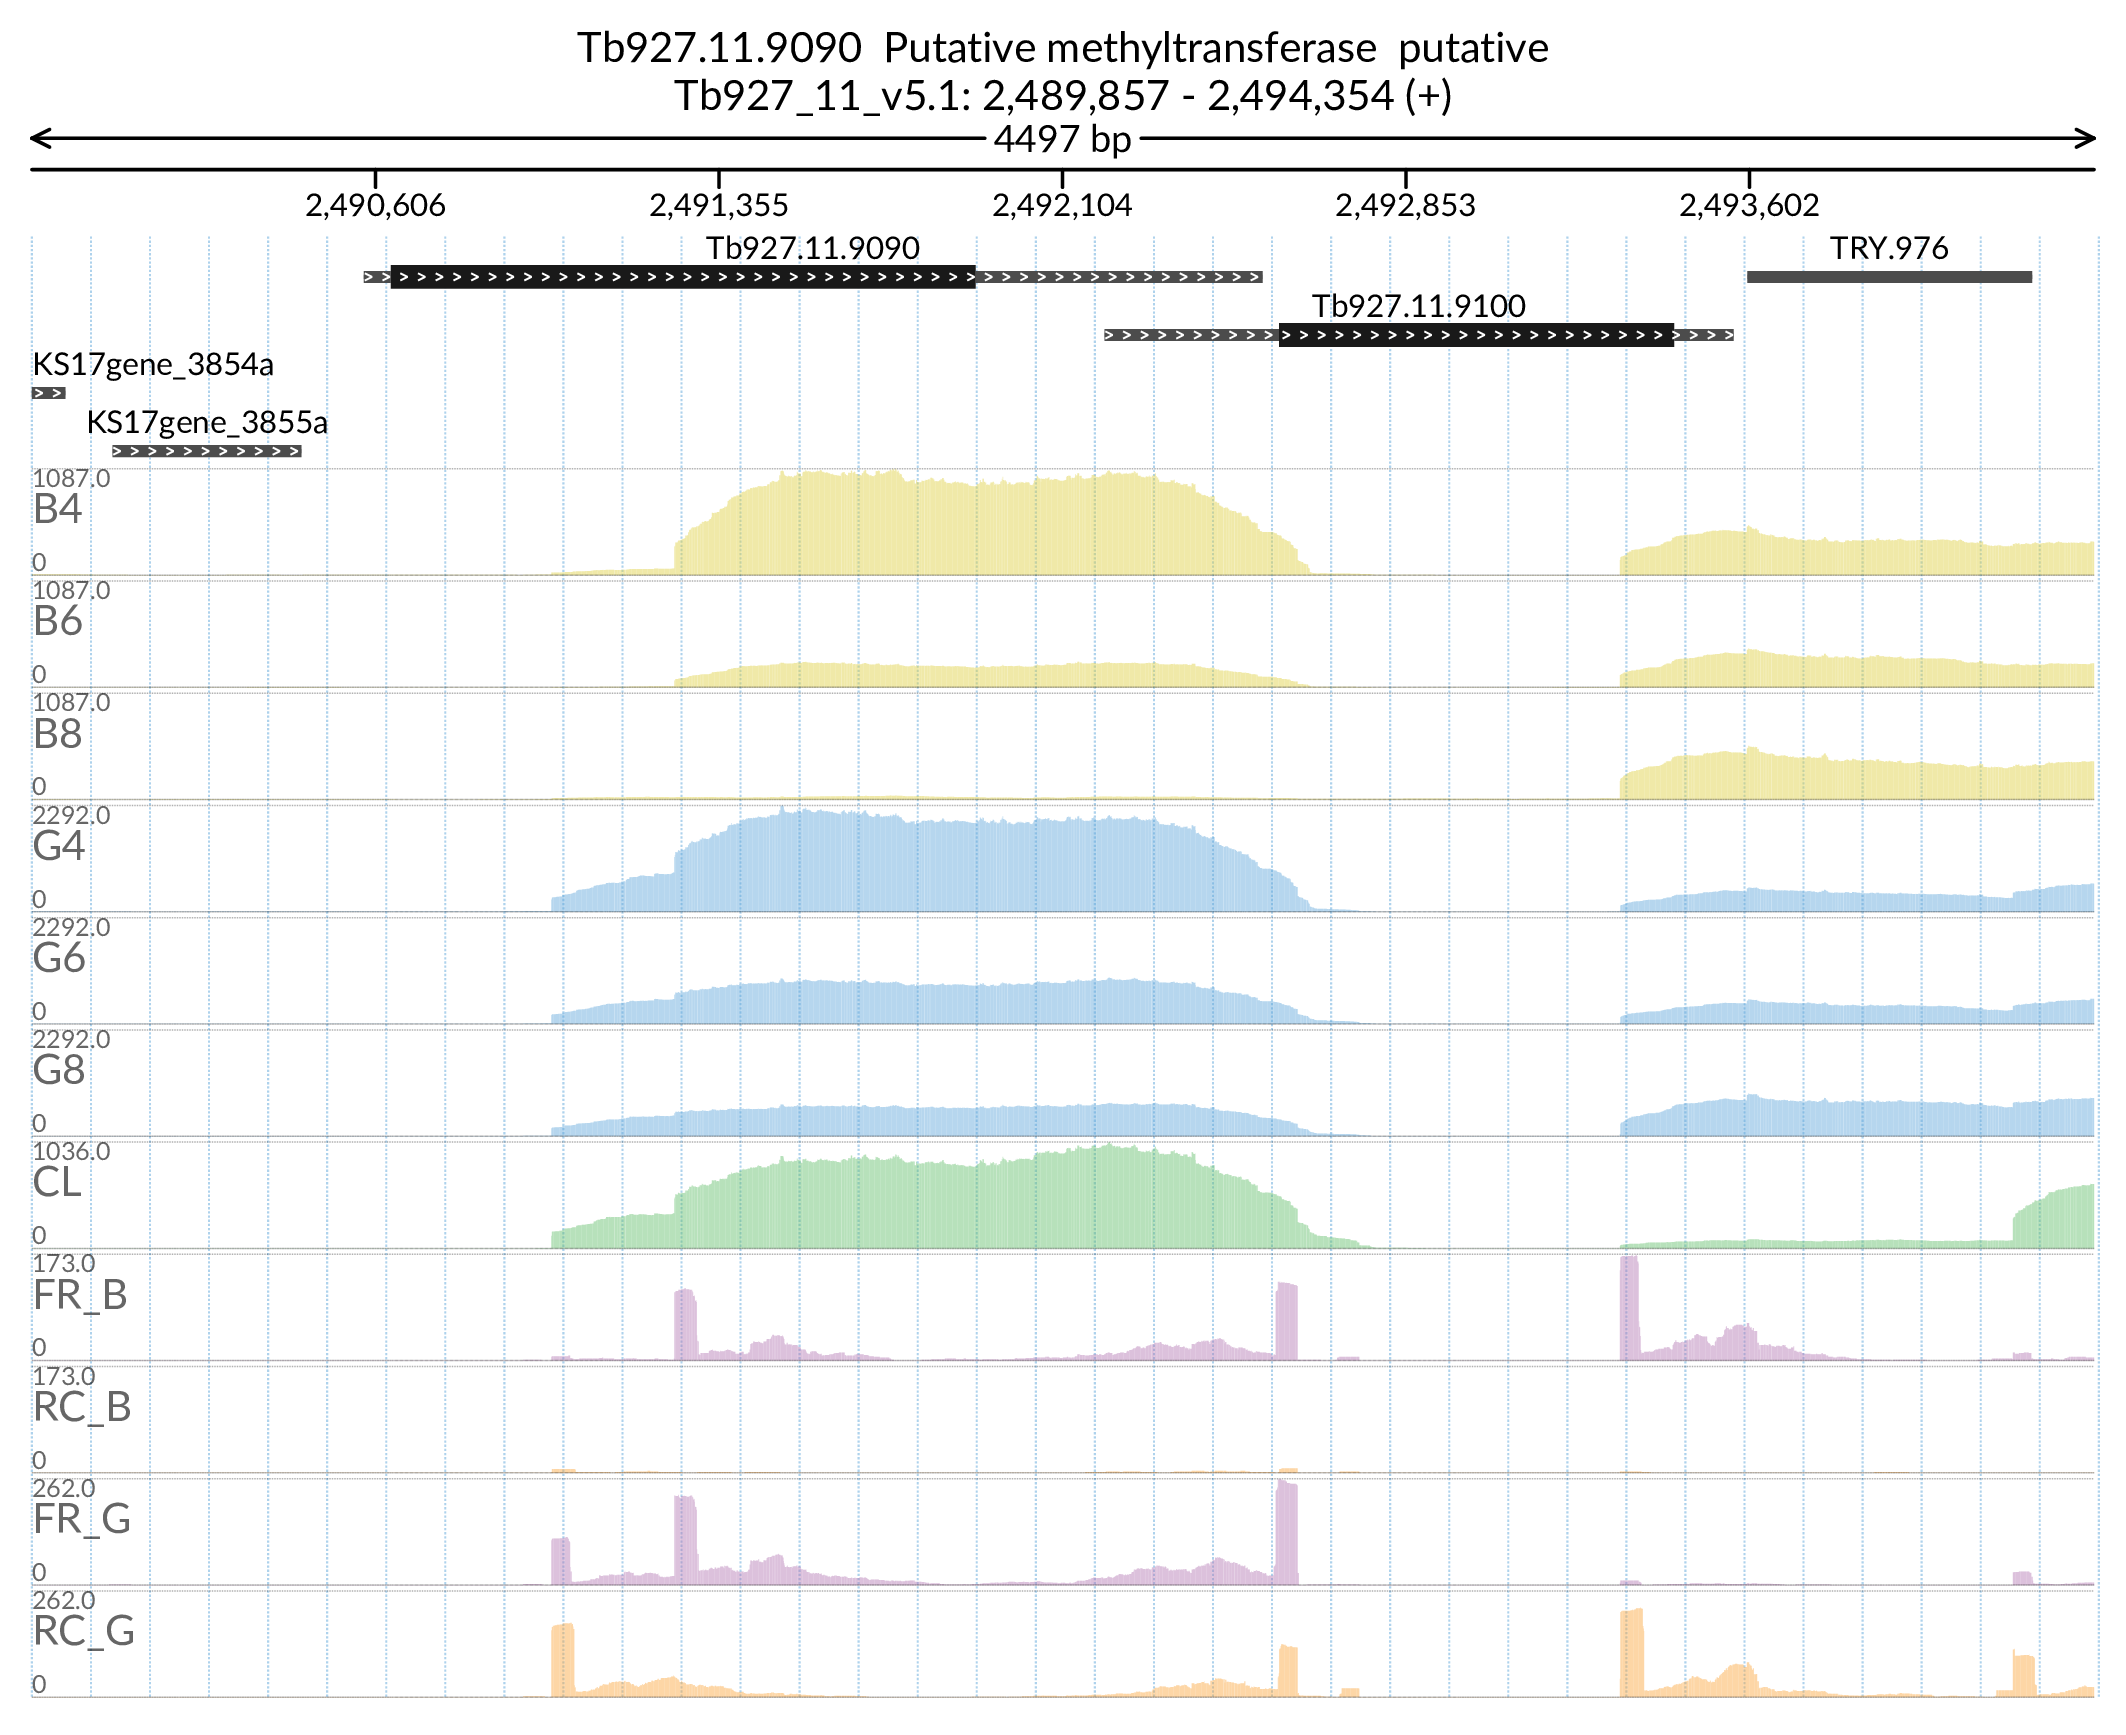 Tb927.11.9090  Putative methyltransferase  putative
Tb927_11_v5.1: 2,489,857 - 2,494,354 (+)
4497 bp
2,490,606 2,491,355 2,492,104 2,492,853 2,493,602
Tb927.11.9090 TRY.976
Tb927.11.9100
KS17gene_3854a
KS17gene_3855a
1087.0
B4
0
1087.0
B6
0
1087.0
B8
0
2292.0
G4
0
2292.0
G6
0
2292.0
G8
0
1036.0
CL
0
173.0
FR_B
0
173.0
RC_B
0
262.0
FR_G
0
262.0
RC_G
0